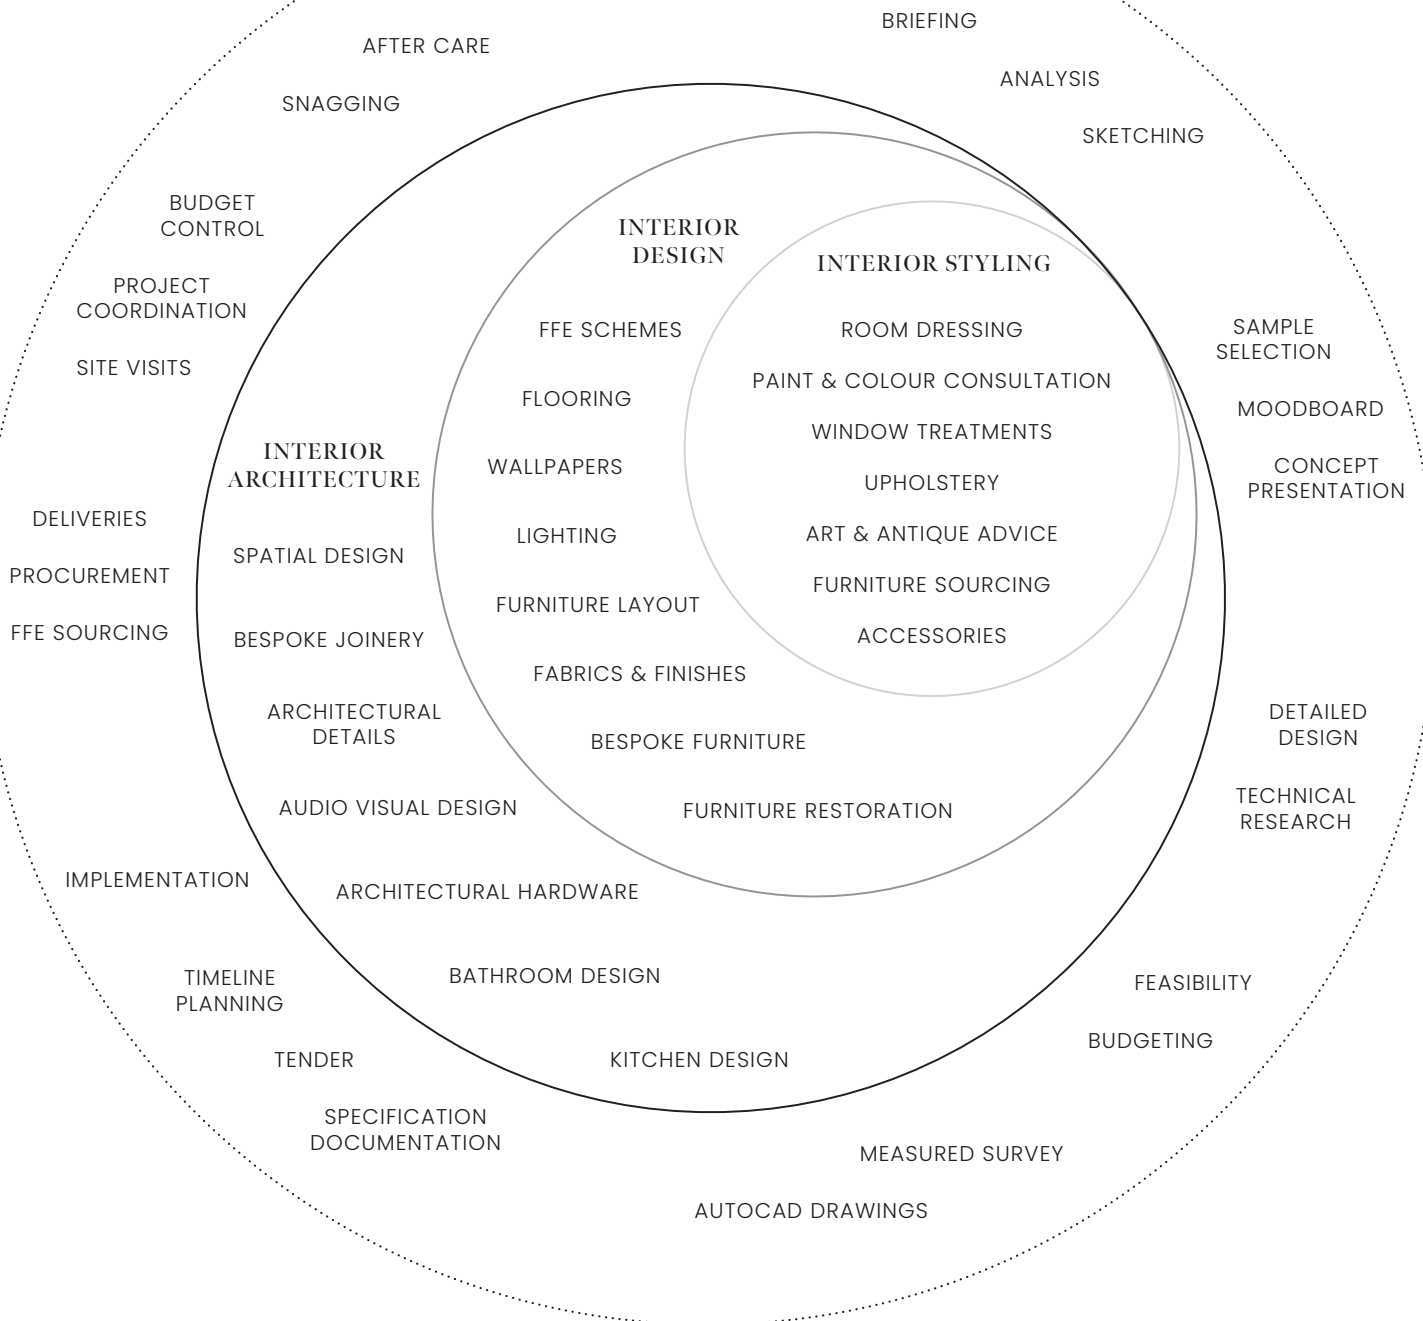 BRIEFING
ANALYSIS
SKETCHING
SAMPLE
SELECTION
MOODBOARD
CONCEPT
PRESENTATION
DETAILED
DESIGN
TECHNICAL
RESEARCH
FEASIBILITY
BUDGETING
MEASURED SURVEY
AUTOCAD DRAWINGS
SPECIFICATION
DOCUMENTATION
TENDER
TIMELINE
PLANNING
IMPLEMENTATION
FFE SOURCING
PROCUREMENT
DELIVERIES
SITE VISITS
PROJECT
COORDINATION
BUDGET
CONTROL
SNAGGING
AFTER CARE
INTERIOR
ARCHITECTURE
SPATIAL DESIGN
BESPOKE JOINERY
ARCHITECTURAL
DETAILS
AUDIO VISUAL DESIGN
ARCHITECTURAL HARDWARE
BATHROOM DESIGN
KITCHEN DESIGN
INTERIOR
DESIGN
FFE SCHEMES
FLOORING
WALLPAPERS
LIGHTING
FURNITURE LAYOUT
FABRICS & FINISHES
BESPOKE FURNITURE
FURNITURE RESTORATION
INTERIOR STYLING
ROOM DRESSING
PAINT & COLOUR CONSULTATION
WINDOW TREATMENTS
UPHOLSTERY
ART & ANTIQUE ADVICE
FURNITURE SOURCING
ACCESSORIES